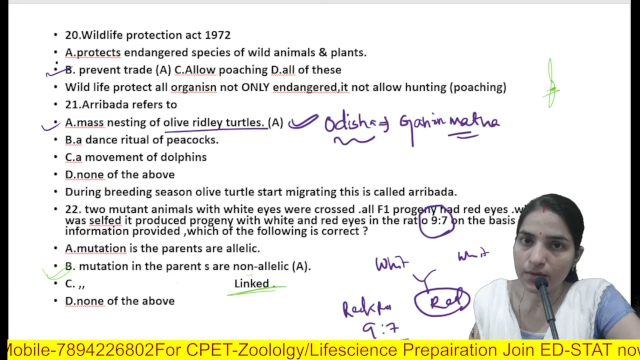 20.Wildlife protection act 1972
A.protects endangered species of wild animals & plants.
B. prevent trade (A) C.Allow poaching D.all of these
Wild life protect all organisn not ONLY endangered,it not allow hunting (poaching)
21.Arribada refers to
A.mass nesting of olive ridley turtles. (A) Odisha Gahirmatha
B.a dance ritual of peacocks.
C.a movement of dolphins
D.none of the above
During breeding season olive turtle start migrating this is called arribada.
22. two mutant animals with white eyes were crossed .all F1 progeny had red eyes
was selfed it produced progeny with white and red eyes in the ratio 9:7 on the basis
information provided ,which of the following is correct ?
A.mutation is the parents are allelic.
B. mutation in the parent s are non-allelic (A).
C. ,, Linked
D.none of the above
Whit Whit
Red
9:7
Mobile-7894226802For CPET-Zoololgy/Lifescience Prepairation Join ED-STAT no